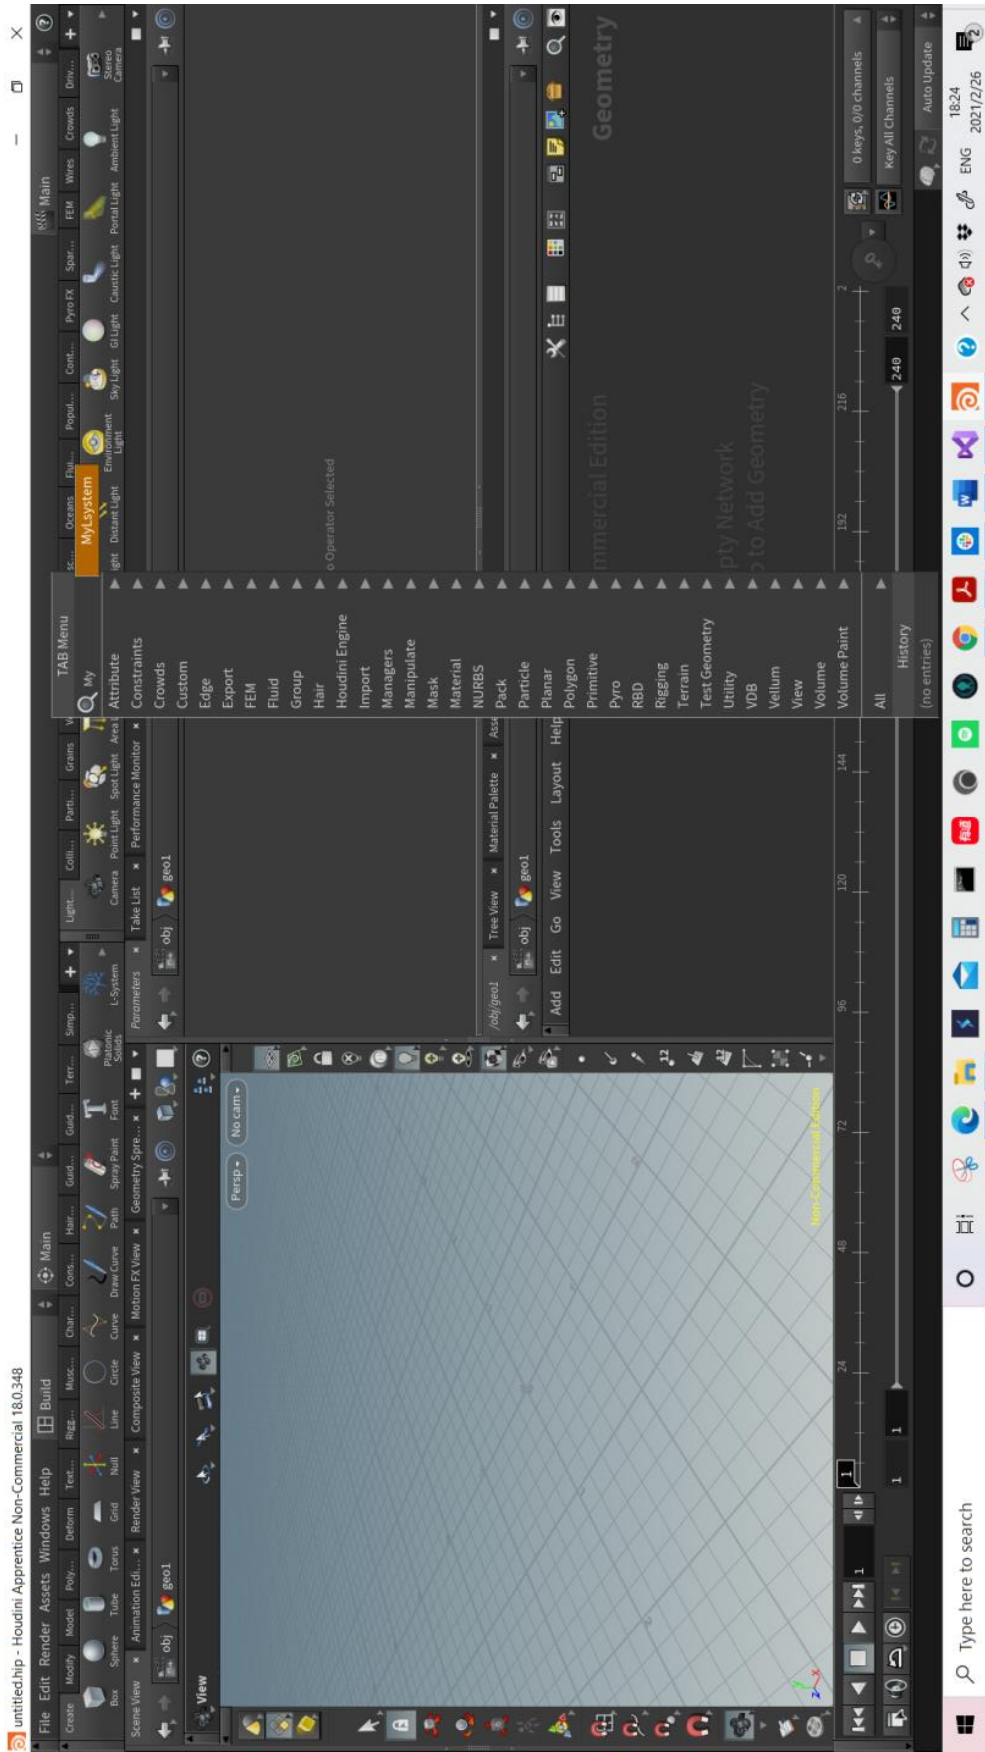 untitled.hip - Houdini Apprentice Non-Commercial 18.0.348
File Edit Render Assets Windows Help
Build
Main
Main
Create Modify Model Poly... Deform Text... Rigg... Musc... Char... Cons... Hair... Guid... Guid... Terr... Simp...
Box Sphere Tube Torus Grid Null Line Circle Curve Draw Curve Path Spray Paint Font Platonic Solids L-System
Light... Colli... Parti... Grains
Oceans Flui... Popul... Cont... Pyro FX Spar... FEM Wires Crowds Driv...
Camera Point Light Spot Light
Distant Light Environment Light Sky Light GI Light Caustic Light Portal Light Ambient Light Stereo Camera
Scene View Animation Edi... Render View Composite View Motion FX View Geometry Spre...
obj geo1
View
Persp No cam
Non-Commercial Edition
Parameters Take List Performance Monitor
obj geo1
o Operator Selected
/obj/geo1 Tree View Material Palette Asse
obj geo1
Add Edit Go View Tools Layout Help
mmercial Edition
Geometry
pty Network
to Add Geometry
TAB Menu
My
MyLsystem
Attribute
Constraints
Crowds
Custom
Edge
Export
FEM
Fluid
Group
Hair
Houdini Engine
Import
Managers
Manipulate
Mask
Material
NURBS
Pack
Particle
Planar
Polygon
Primitive
Pyro
RBD
Rigging
Terrain
Test Geometry
Utility
VDB
Vellum
View
Volume
Volume Paint
All
History
(no entries)
1 1 24 48 72 96 120 144 192 216 2
0 keys, 0/0 channels
1 1 240 240
Key All Channels
Auto Update
Type here to search
有道
ENG
18:24
2021/2/26
2